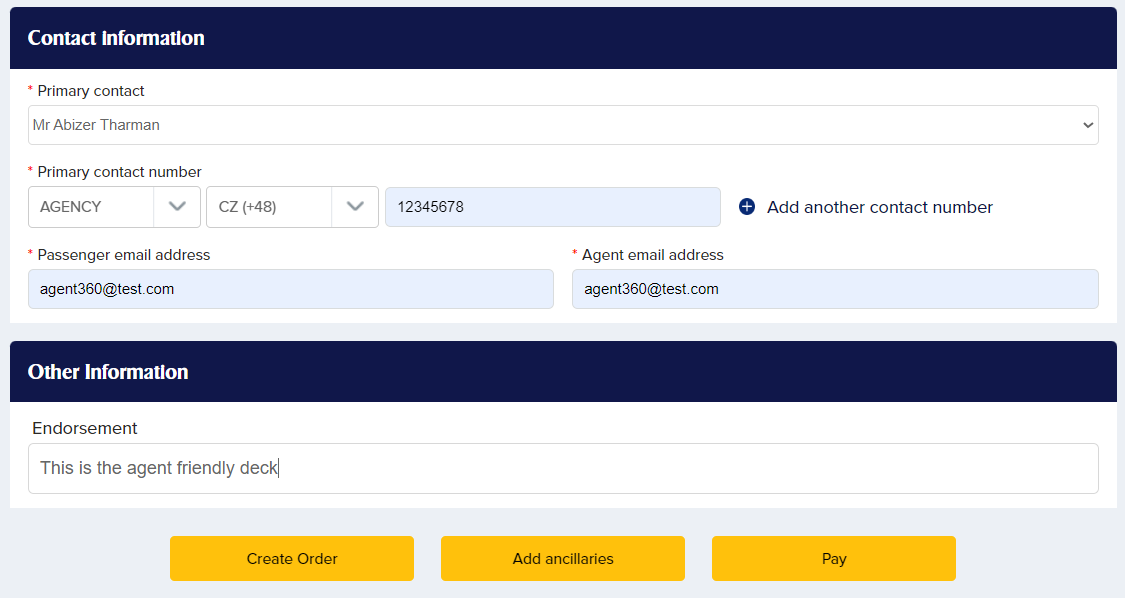 Contact Information
* Primary contact
Mr Abizer Tharman
* Primary contact number
AGENCY CZ (+48) 12345678 Add another contact number
* Passenger email address * Agent email address
agent360@test.com agent360@test.com
Other Information
Endorsement
This is the agent friendly deck
Create Order Add ancillaries Pay